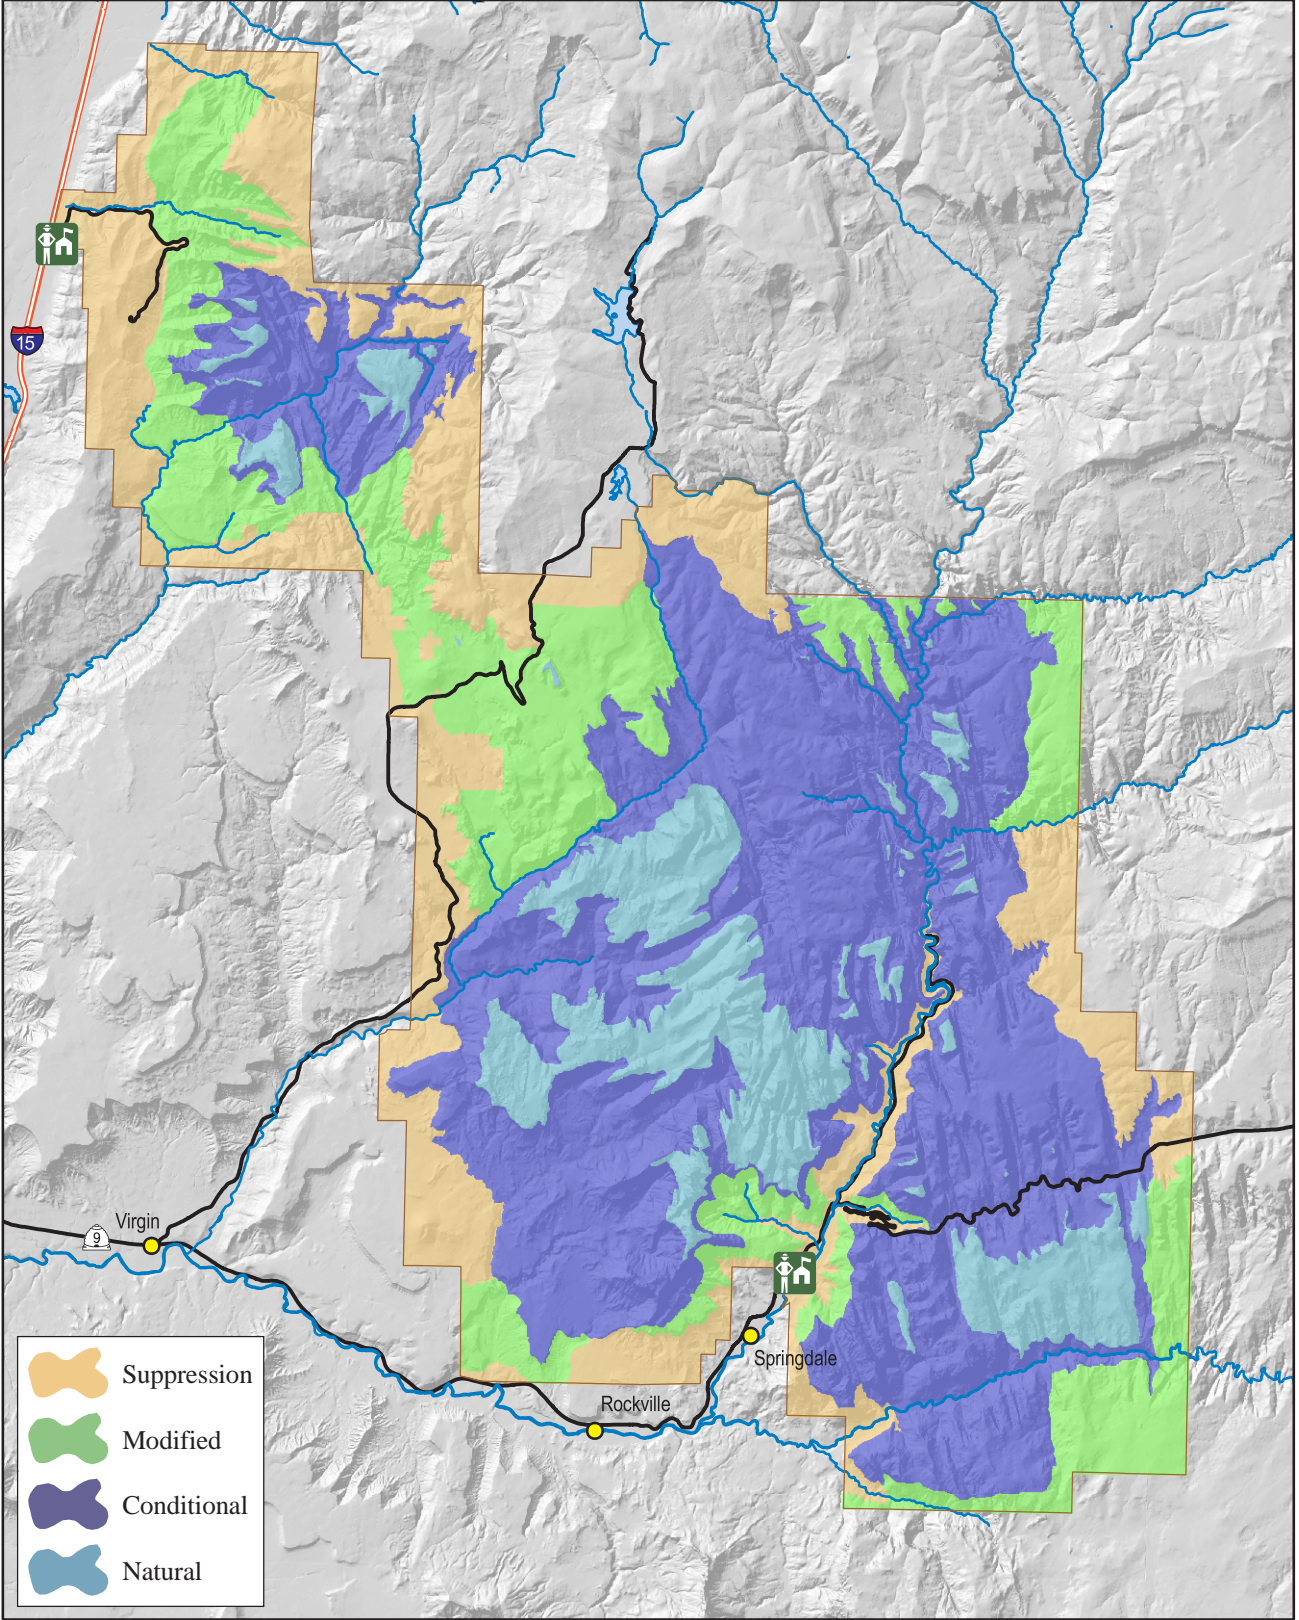 15
Virgin
9
Springdale
Rockville
Suppression
Modified
Conditional
Natural